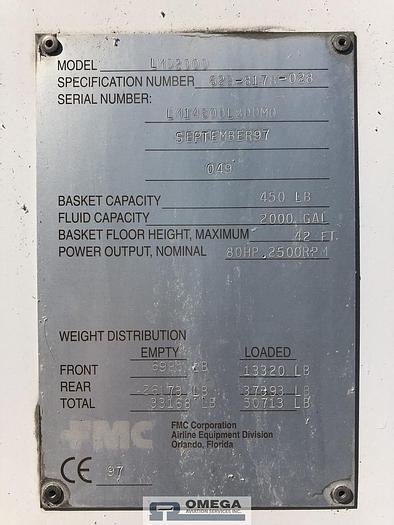 MODEL LMD2000
SPECIFICATION NUMBER
SERIAL NUMBER:
SEPTEMBER97
049
BASKET CAPACITY 450 LB
FLUID CAPACITY 2000 GAL
BASKET FLOOR HEIGHT, MAXIMUM 42 FT
POWER OUTPUT, NOMINAL 80HP 2500RPM
WEIGHT DISTRIBUTION
EMPTY LOADED
FRONT LB 13320 LB
REAR 26173 LB 37393 LB
TOTAL LB 50713 LB
FMC
FMC Corporation
Airline Equipment Division
Orlando, Florida
CE 97
OMEGA
AVIATION SERVICES INC.